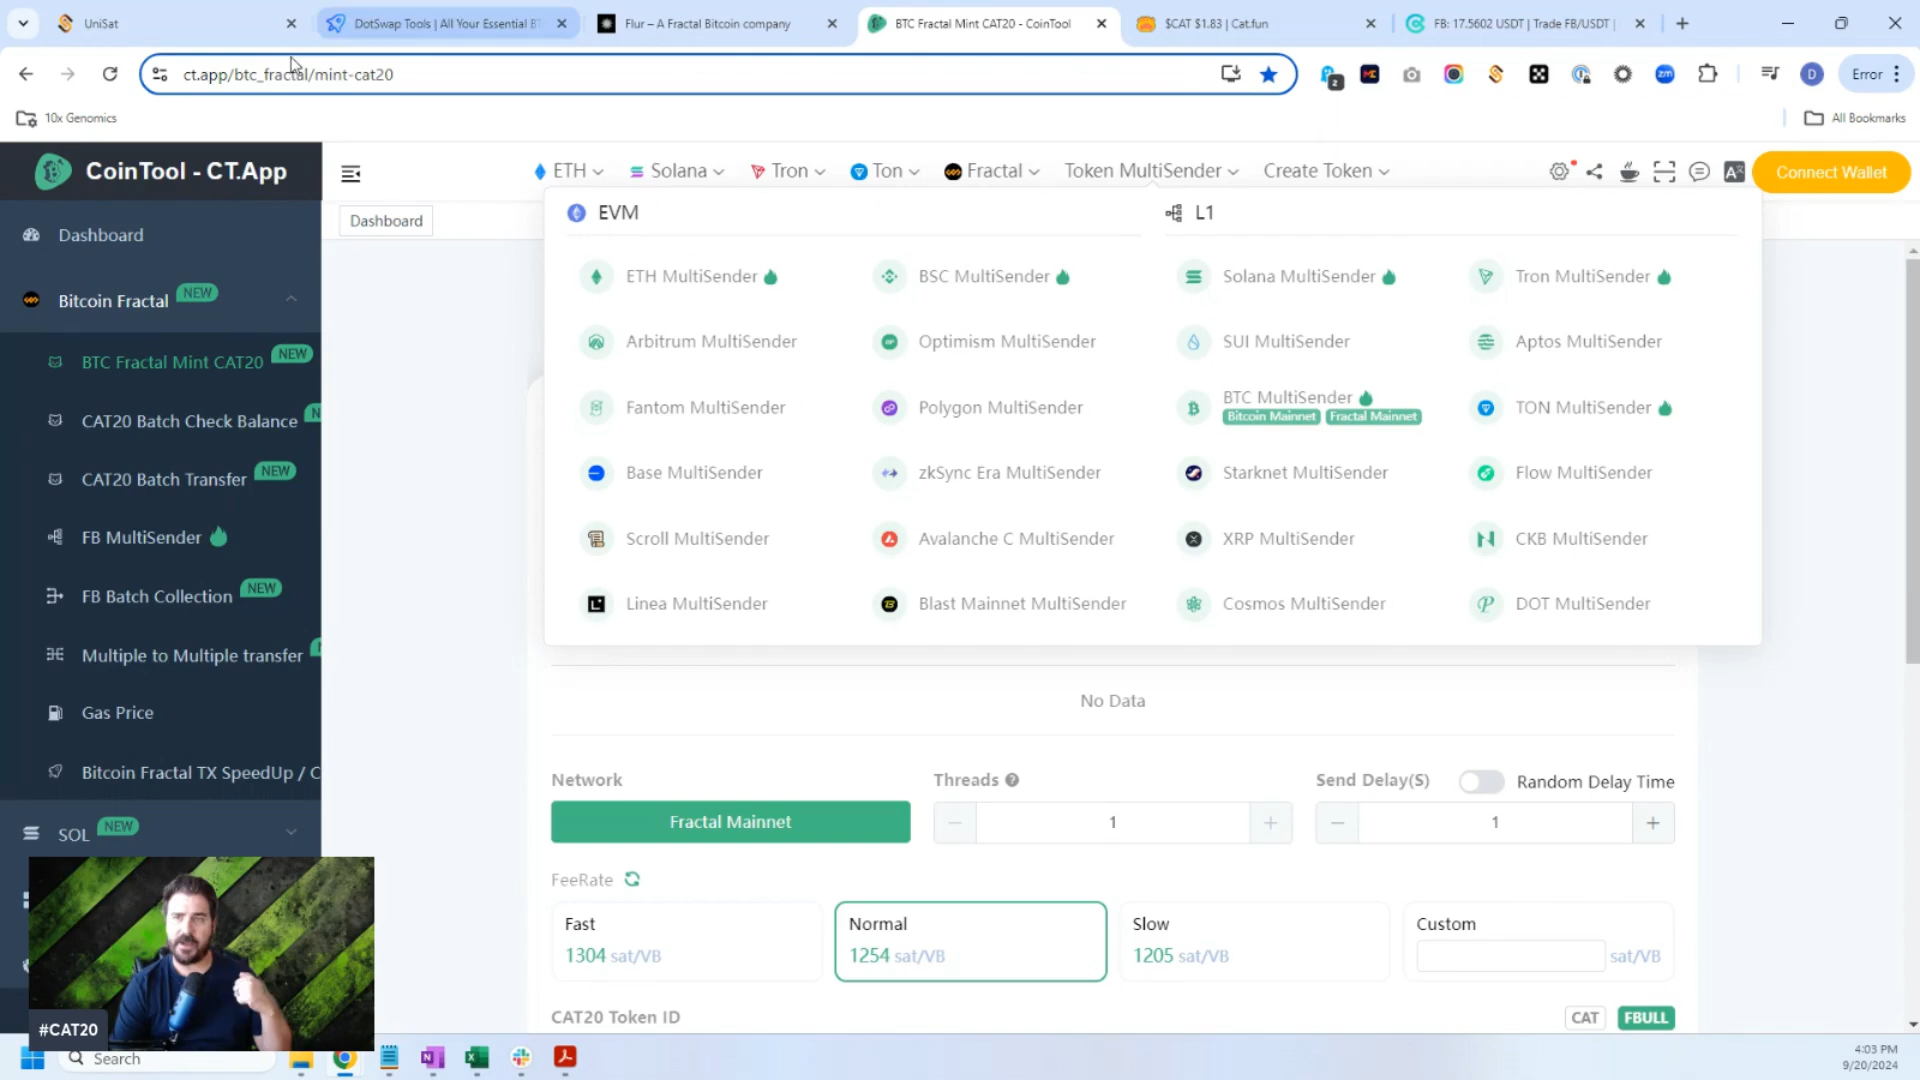 UniSat
DotSwap Tools | All Your Essential BT
Flur – A Fractal Bitcoin company
BTC Fractal Mint CAT20 - CoinTool
$CAT $1.83 | Cat.fun
FB: 17.5602 USDT | Trade FB/USDT |
ct.app/btc_fractal/mint-cat20
2
D
Error
10x Genomics
All Bookmarks
CoinTool - CT.App
ETH
Solana
Tron
Ton
Fractal
Token MultiSender
Create Token
Connect Wallet
Dashboard
Dashboard
Bitcoin Fractal NEW
BTC Fractal Mint CAT20 NEW
CAT20 Batch Check Balance N
CAT20 Batch Transfer NEW
FB MultiSender
FB Batch Collection NEW
Multiple to Multiple transfer
Gas Price
Bitcoin Fractal TX SpeedUp / C
SOL NEW
EVM
L1
ETH MultiSender
BSC MultiSender
Solana MultiSender
Tron MultiSender
Arbitrum MultiSender
Optimism MultiSender
SUI MultiSender
Aptos MultiSender
Fantom MultiSender
Polygon MultiSender
BTC MultiSender
Bitcoin Mainnet Fractal Mainnet
TON MultiSender
Base MultiSender
zkSync Era MultiSender
Starknet MultiSender
Flow MultiSender
Scroll MultiSender
Avalanche C MultiSender
XRP MultiSender
CKB MultiSender
Linea MultiSender
Blast Mainnet MultiSender
Cosmos MultiSender
DOT MultiSender
No Data
Network
Threads
Send Delay(S)
Random Delay Time
Fractal Mainnet
1
1
FeeRate
Fast
1304 sat/VB
Normal
1254 sat/VB
Slow
1205 sat/VB
Custom
sat/VB
CAT20 Token ID
CAT
FBULL
#CAT20
Search
4:03 PM
9/20/2024